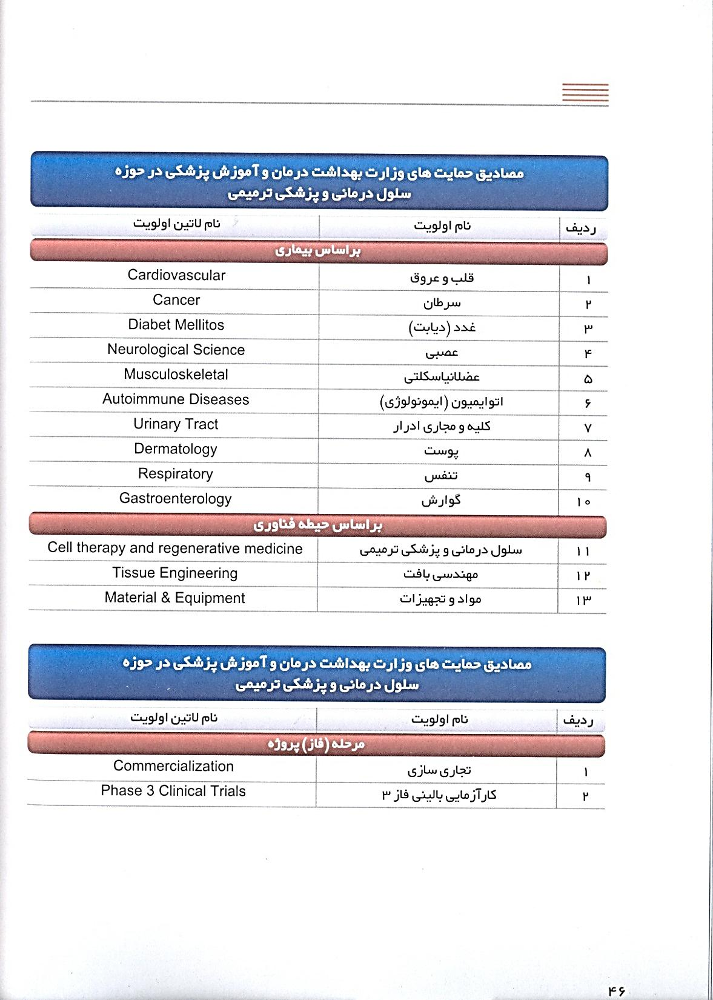 مصادیق حمایت های وزارت بهداشت درمان و آموزش پزشکی در حوزه
سلول درمانی و پزشکی ترمیمی
ردیف نام اولویت نام لاتین اولویت
براساس بیماری
۱ قلب و عروق Cardiovascular
۲ سرطان Cancer
۳ غدد (دیابت) Diabet Mellitos
۴ عصبی Neurological Science
۵ عضلانیاسکلتی Musculoskeletal
۶ اتوایمیون (ایمونولوژی) Autoimmune Diseases
۷ کلیه و مجاری ادرار Urinary Tract
۸ پوست Dermatology
۹ تنفس Respiratory
۱۰ گوارش Gastroenterology
براساس حیطه فناوری
۱۱ سلول درمانی و پزشکی ترمیمی Cell therapy and regenerative medicine
۱۲ مهندسی بافت Tissue Engineering
۱۳ مواد و تجهیزات Material & Equipment
مصادیق حمایت های وزارت بهداشت درمان و آموزش پزشکی در حوزه
سلول درمانی و پزشکی ترمیمی
ردیف نام اولویت نام لاتین اولویت
مرحله (فاز) پروژه
۱ تجاری سازی Commercialization
۲ کارآزمایی بالینی فاز ۳ Phase 3 Clinical Trials
۴۶